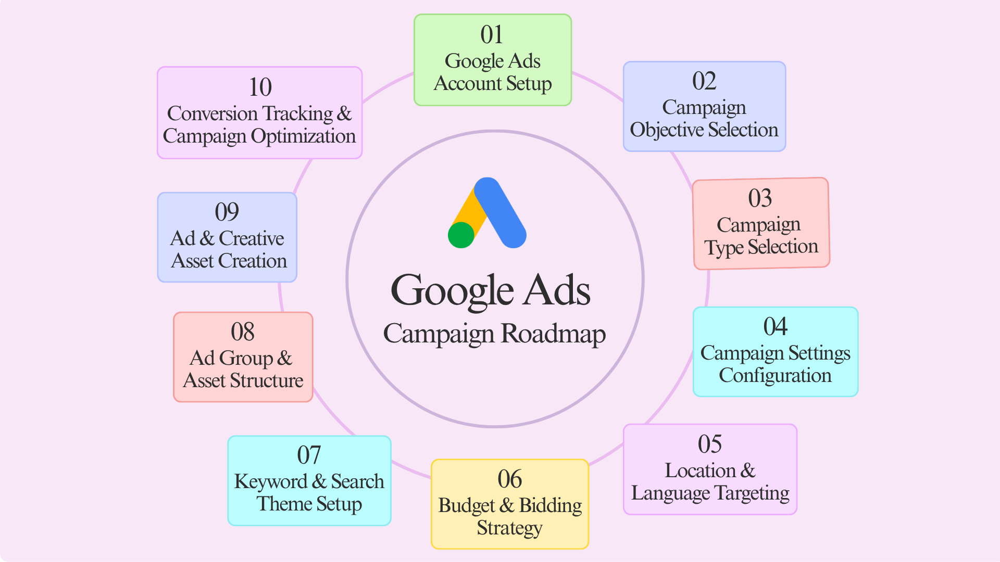 Google Ads
Campaign Roadmap
01
Google Ads
Account Setup
02
Campaign
Objective Selection
03
Campaign
Type Selection
04
Campaign Settings
Configuration
05
Location &
Language Targeting
06
Budget & Bidding
Strategy
07
Keyword & Search
Theme Setup
08
Ad Group &
Asset Structure
09
Ad & Creative
Asset Creation
10
Conversion Tracking &
Campaign Optimization